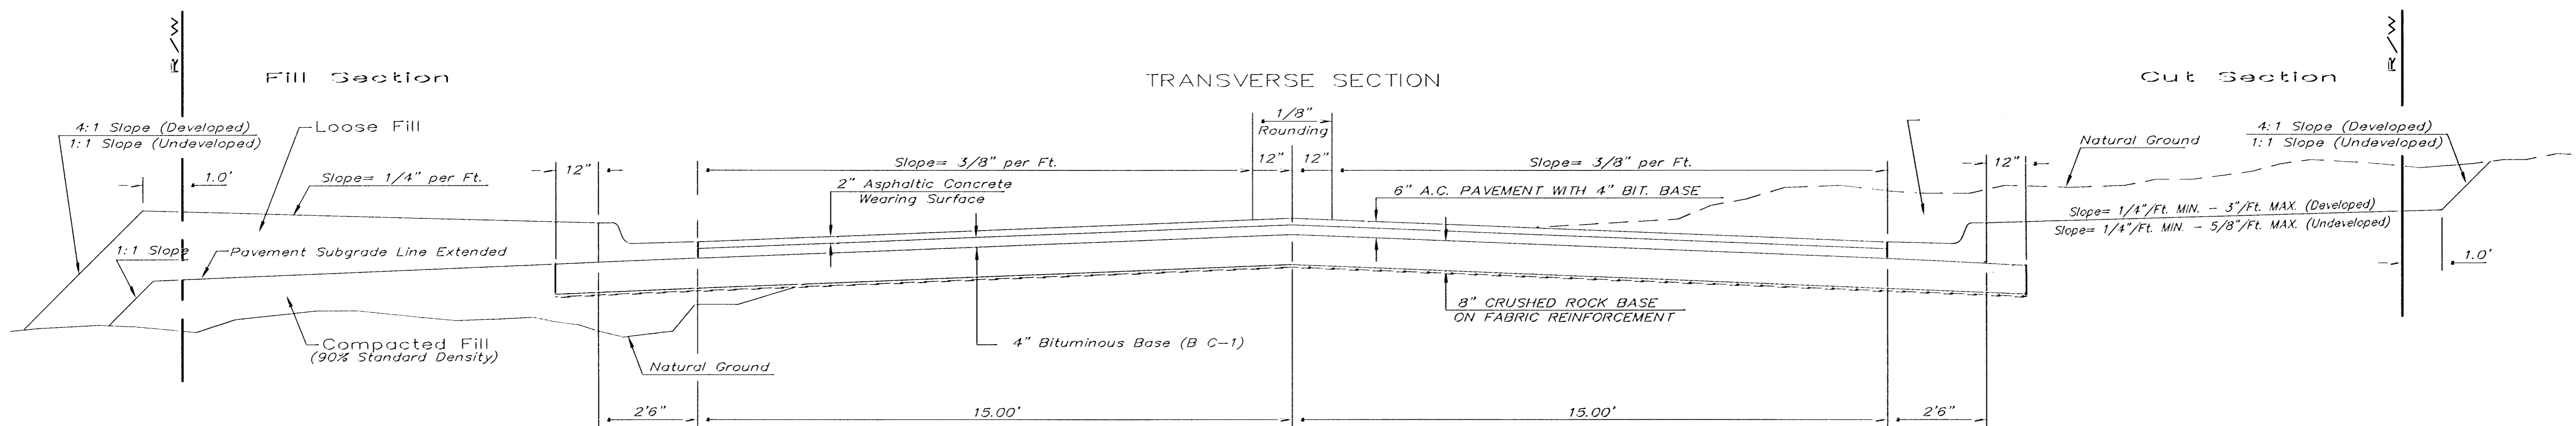 R/W
R/W
Fill Section
TRANSVERSE SECTION
Cut Section
1/8"
Rounding
4:1 Slope (Developed)
1:1 Slope (Undeveloped)
Loose Fill
4:1 Slope (Developed)
1:1 Slope (Undeveloped)
Natural Ground
12"
Slope= 3/8" per Ft.
12"
12"
Slope= 3/8" per Ft.
12"
1.0'
Slope= 1/4" per Ft.
2" Asphaltic Concrete
Wearing Surface
6" A.C. PAVEMENT WITH 4" BIT. BASE
Slope= 1/4"/Ft. MIN. - 3"/Ft. MAX. (Developed)
Slope= 1/4"/Ft. MIN. - 5/8"/Ft. MAX. (Undeveloped)
1:1 Slope
Pavement Subgrade Line Extended
1.0'
8" CRUSHED ROCK BASE
ON FABRIC REINFORCEMENT
Compacted Fill
(90% Standard Density)
4" Bituminous Base (B C-1)
Natural Ground
2'6"
15.00'
15.00'
2'6"